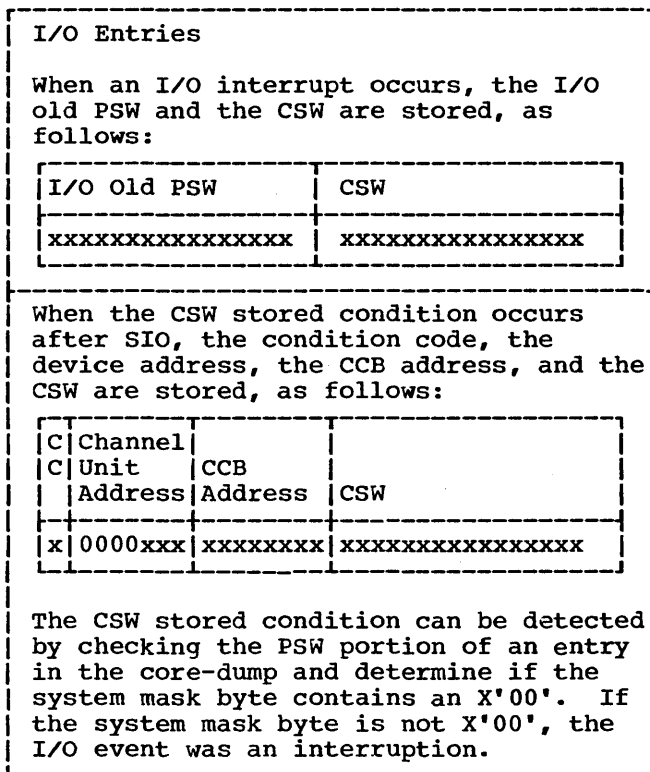 I/O Entries
When an I/O interrupt occurs, the I/O
old PSW and the CSW are stored, as
follows:
I/O Old PSW CSW
xxxxxxxxxxxxxxxx xxxxxxxxxxxxxxxx
When the CSW stored condition occurs
after SIO, the condition code, the
device address, the CCB address, and the
CSW are stored, as follows:
C Channel
C Unit CCB
Address Address CSW
x 0000xxx xxxxxxxx xxxxxxxxxxxxxxxx
The CSW stored condition can be detected
by checking the PSW portion of an entry
in the core-dump and determine if the
system mask byte contains an X'00'. If
the system mask byte is not X'00', the
I/O event was an interruption.